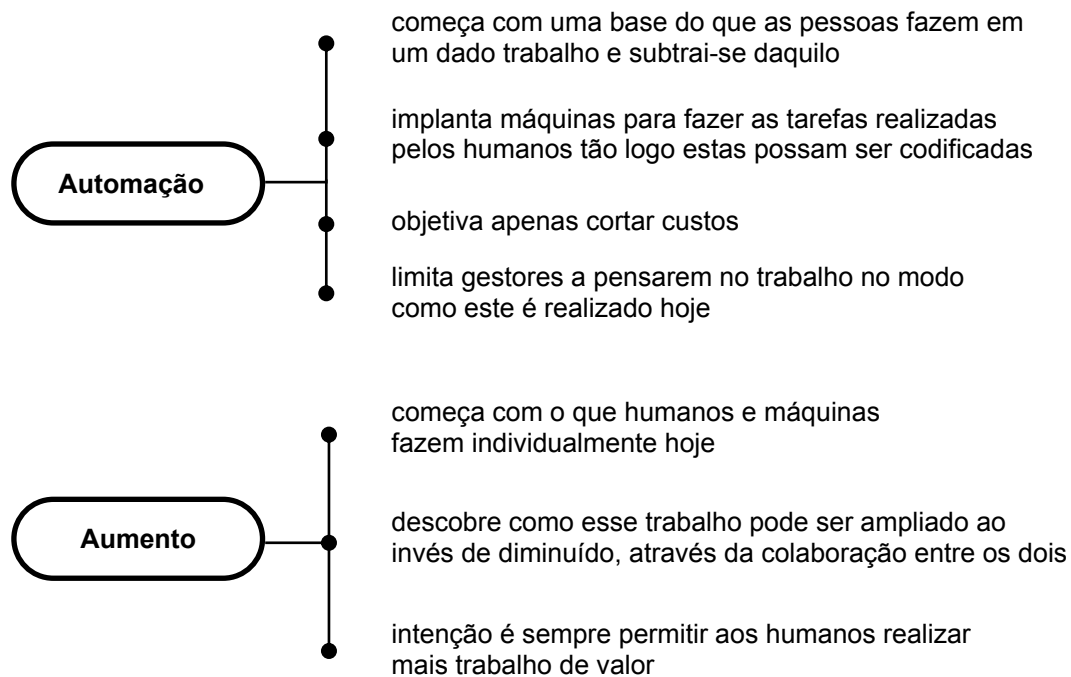 começa com uma base do que as pessoas fazem em
um dado trabalho e subtrai-se daquilo
implanta máquinas para fazer as tarefas realizadas
pelos humanos tão logo estas possam ser codificadas
Automação
objetiva apenas cortar custos
limita gestores a pensarem no trabalho no modo
como este é realizado hoje
começa com o que humanos e máquinas
fazem individualmente hoje
Aumento
descobre como esse trabalho pode ser ampliado ao
invés de diminuído, através da colaboração entre os dois
intenção é sempre permitir aos humanos realizar
mais trabalho de valor